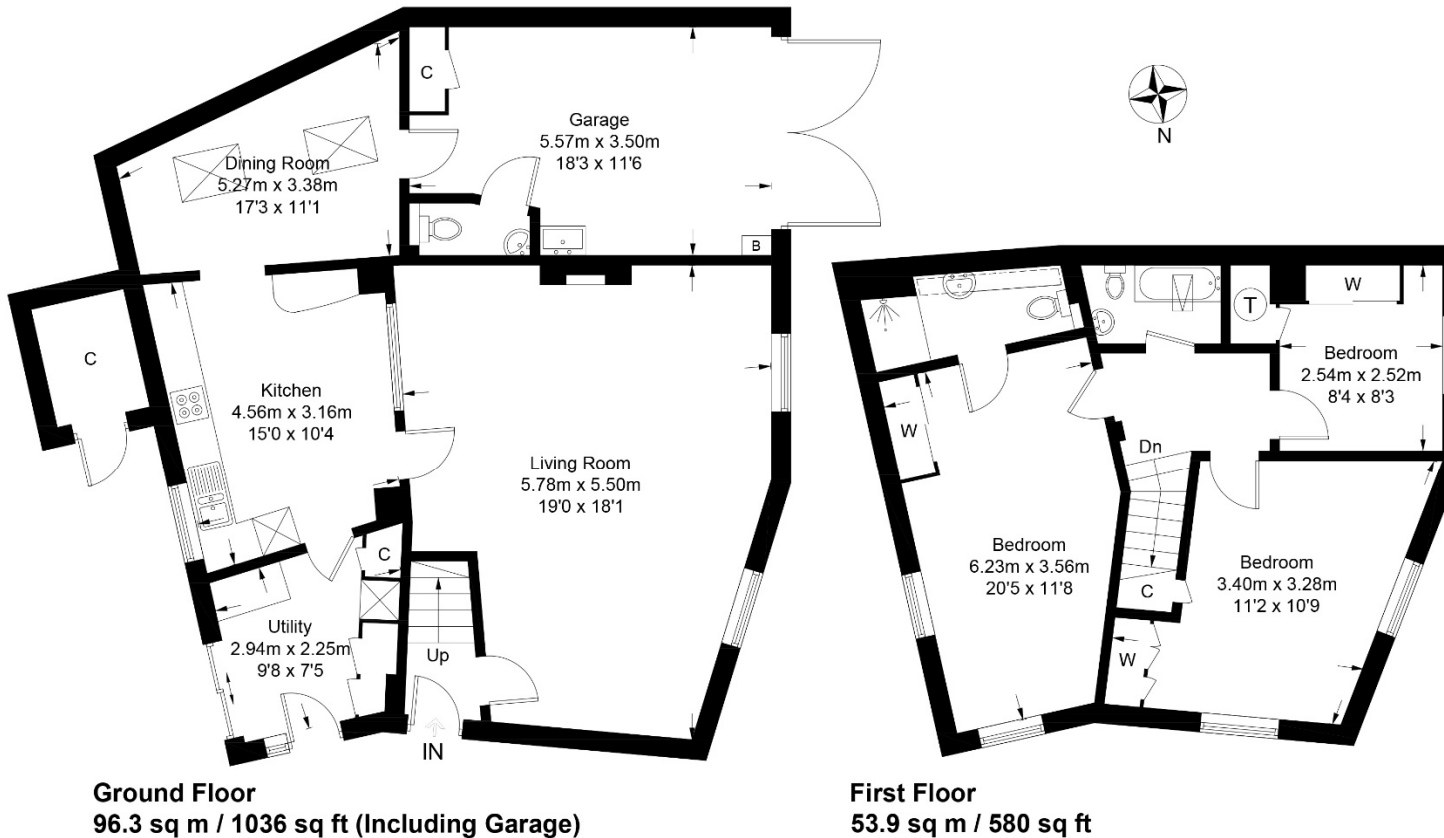 C
Garage
5.57m x 3.50m
18'3 x 11'6
N
Dining Room
5.27m x 3.38m
17'3 x 11'1
B
C
Kitchen
4.56m x 3.16m
15'0 x 10'4
Living Room
5.78m x 5.50m
19'0 x 18'1
C
Utility
2.94m x 2.25m
9'8 x 7'5
Up
IN
Ground Floor
96.3 sq m / 1036 sq ft (Including Garage)
T
W
Bedroom
2.54m x 2.52m
8'4 x 8'3
W
Dn
Bedroom
6.23m x 3.56m
20'5 x 11'8
Bedroom
3.40m x 3.28m
11'2 x 10'9
C
W
First Floor
53.9 sq m / 580 sq ft